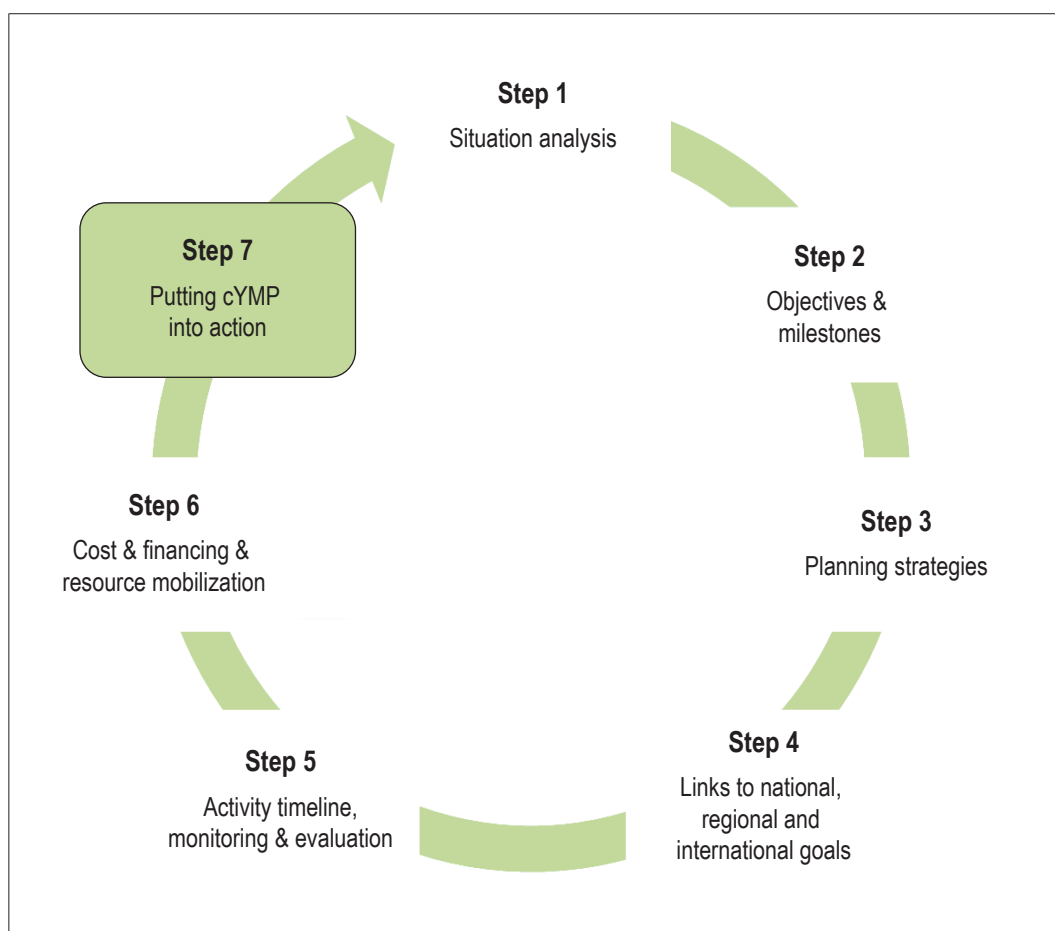 Step 1
Situation analysis
Step 2
Objectives &
milestones
Step 3
Planning strategies
Step 4
Links to national,
regional and
international goals
Step 5
Activity timeline,
monitoring & evaluation
Step 6
Cost & financing &
resource mobilization
Step 7
Putting cYMP
into action